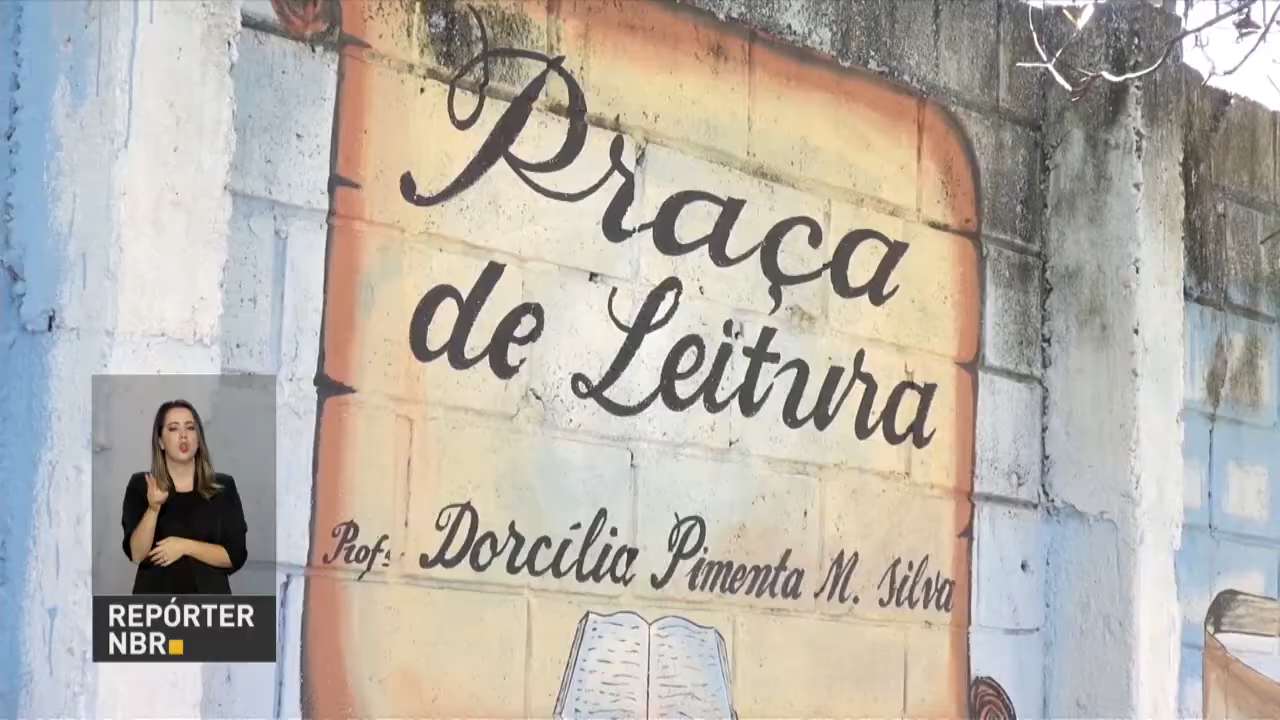 Praça
de Leitura
Profª Dorcília Pimenta M. Silva
REPÓRTER
NBR